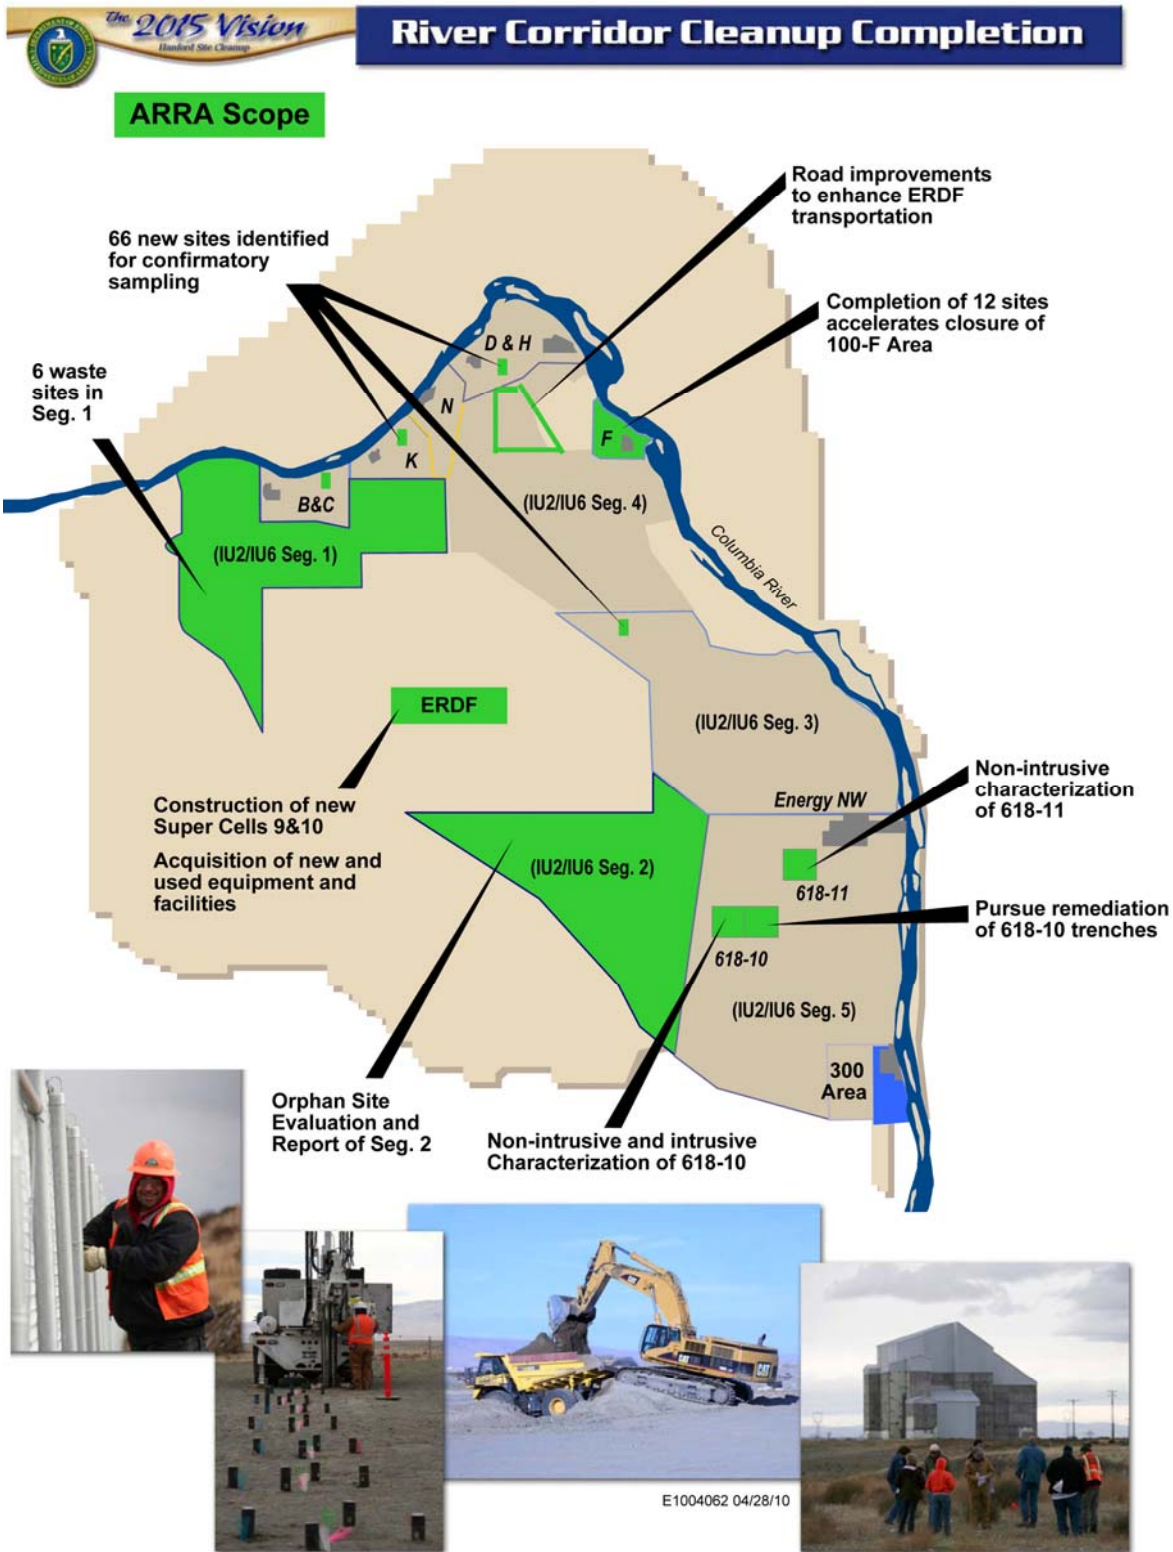 The 2015 Vision
Hanford Site Cleanup
River Corridor Cleanup Completion
ARRA Scope
Road improvements
to enhance ERDF
transportation
66 new sites identified
for confirmatory
sampling
Completion of 12 sites
accelerates closure of
100-F Area
6 waste
sites in
Seg. 1
D & H
N
F
K
B&C
(IU2/IU6 Seg. 4)
(IU2/IU6 Seg. 1)
Columbia River
ERDF
(IU2/IU6 Seg. 3)
Non-intrusive
characterization
of 618-11
Energy NW
Construction of new
Super Cells 9&10
Acquisition of new and
used equipment and
facilities
(IU2/IU6 Seg. 2)
618-11
Pursue remediation
of 618-10 trenches
618-10
(IU2/IU6 Seg. 5)
300
Area
Orphan Site
Evaluation and
Report of Seg. 2
Non-intrusive and intrusive
Characterization of 618-10
CAT
CAT
E1004062 04/28/10